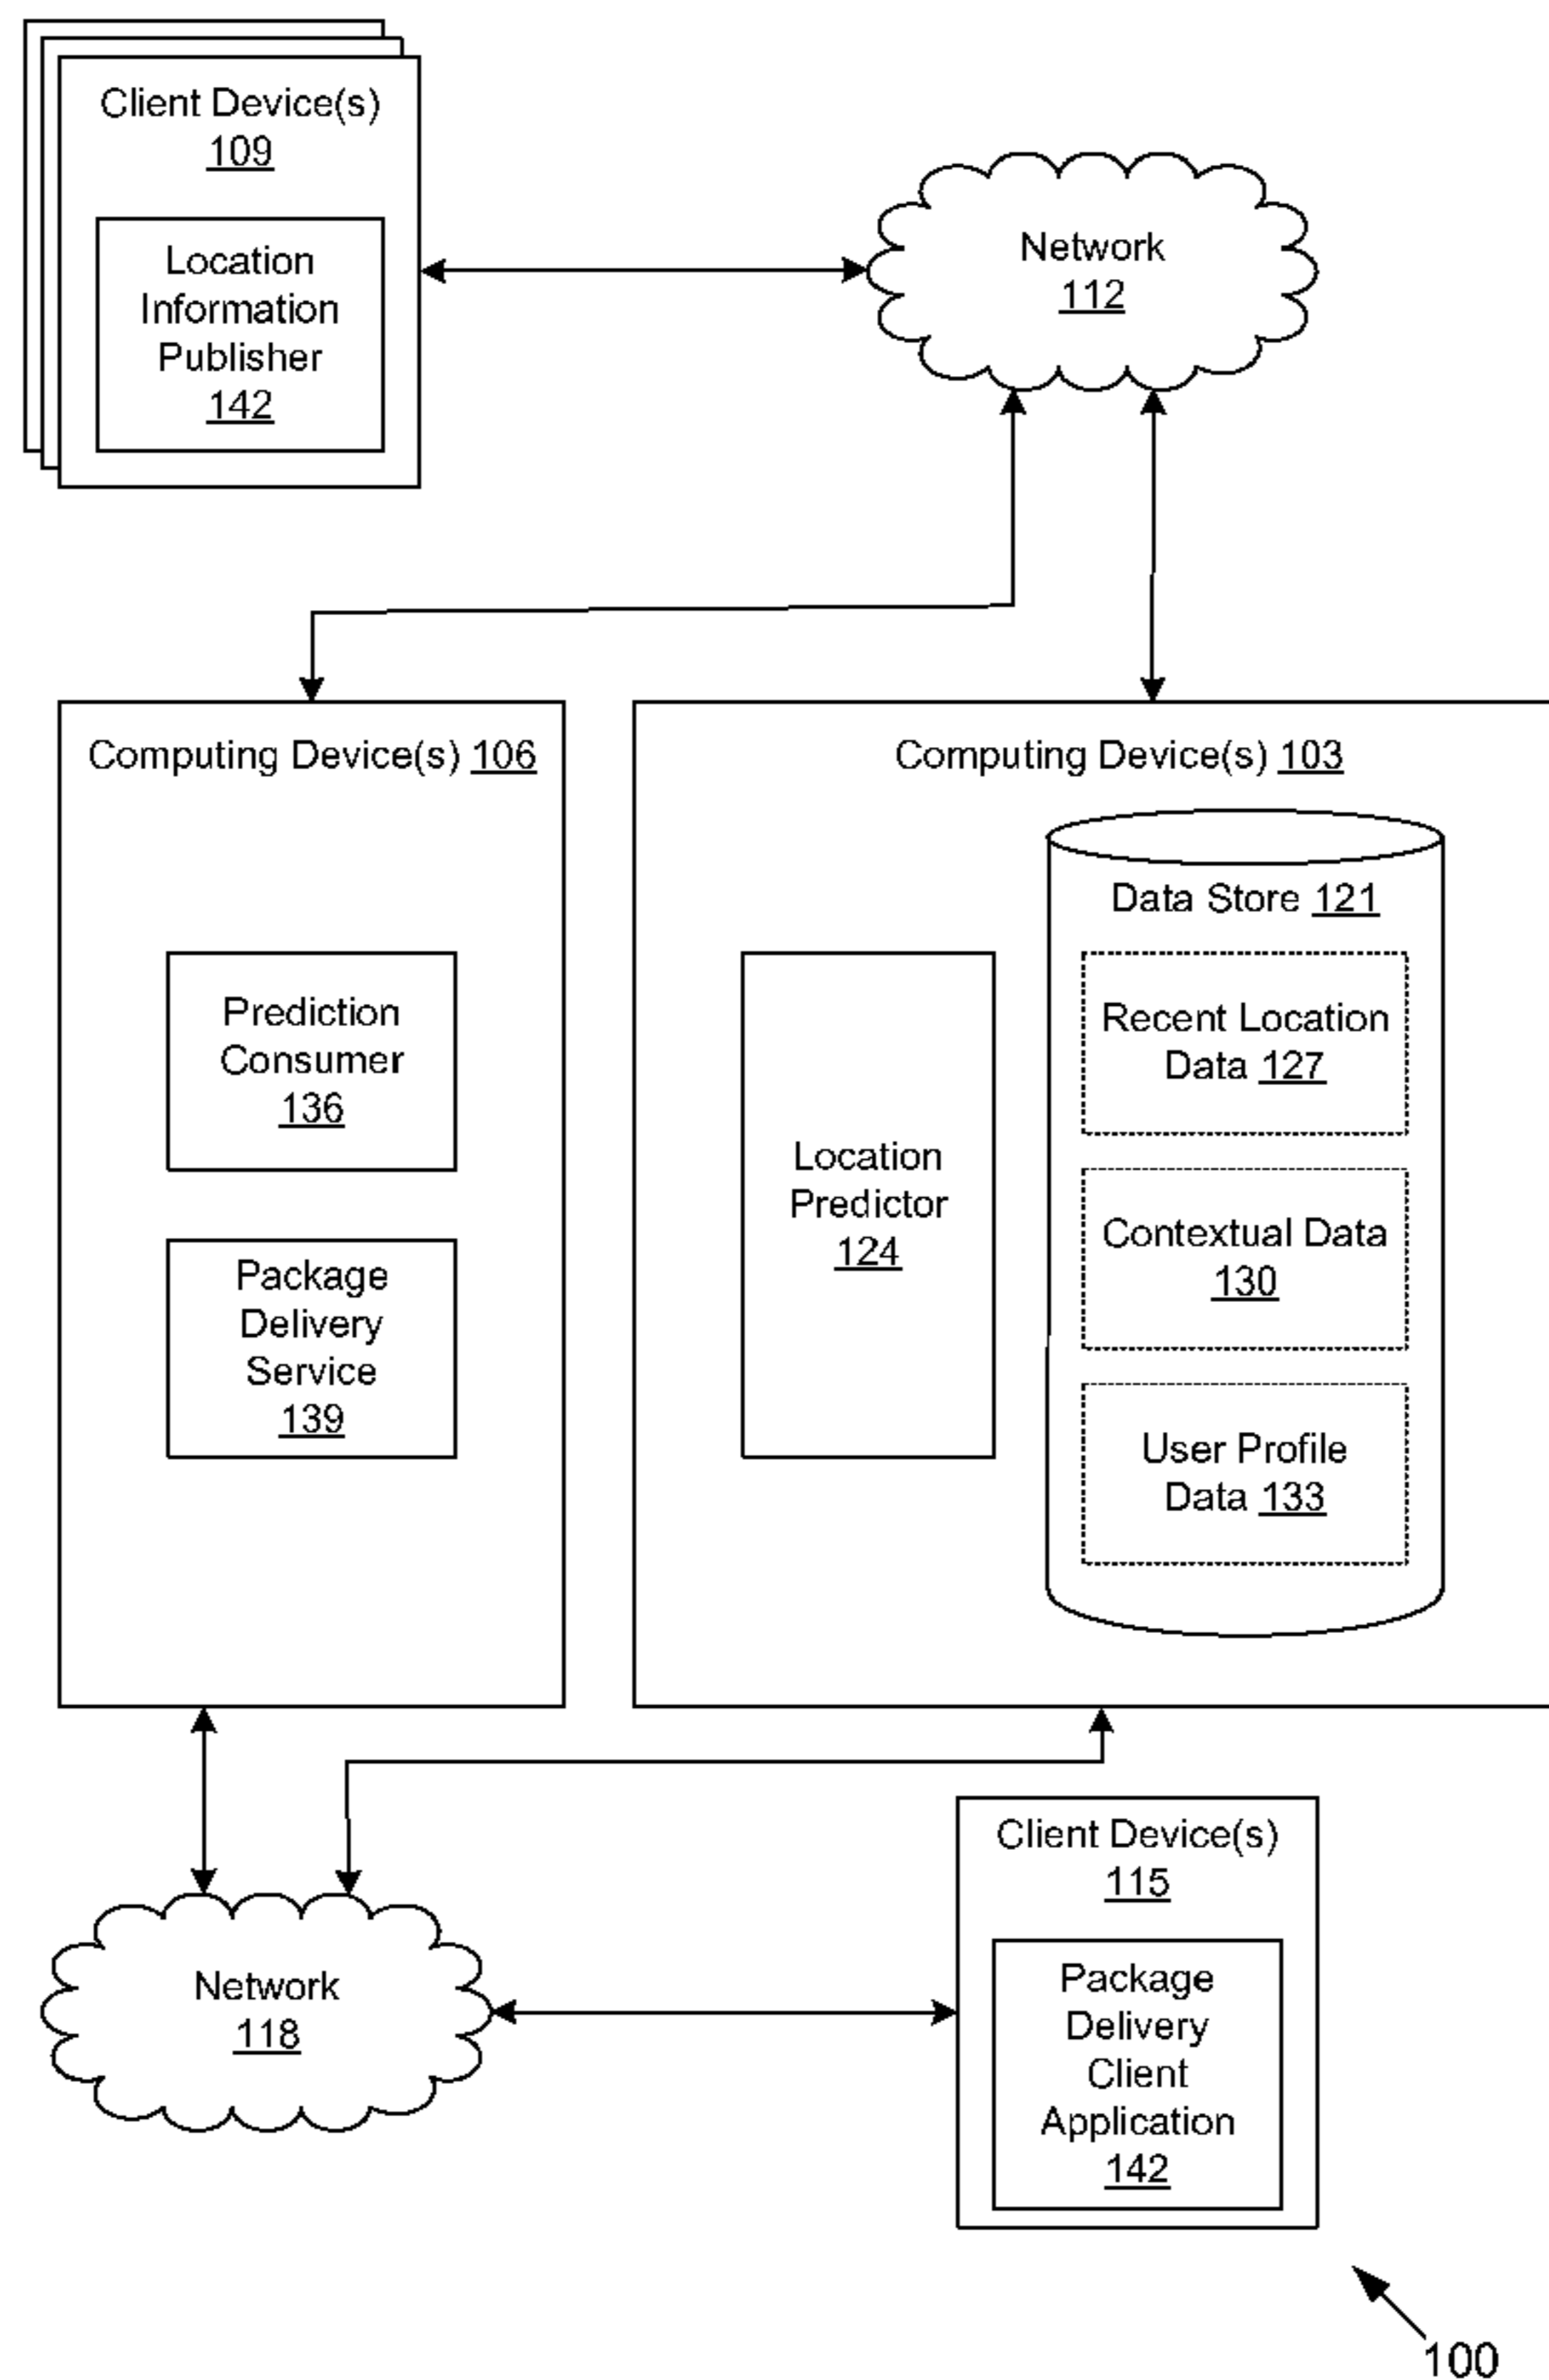 Client Device(s)
109
Location
Information
Publisher
142
Network
112
Computing Device(s) 106
Prediction
Consumer
136
Package
Delivery
Service
139
Computing Device(s) 103
Location
Predictor
124
Data Store 121
Recent Location
Data 127
Contextual Data
130
User Profile
Data 133
Network
118
Client Device(s)
115
Package
Delivery
Client
Application
142
100